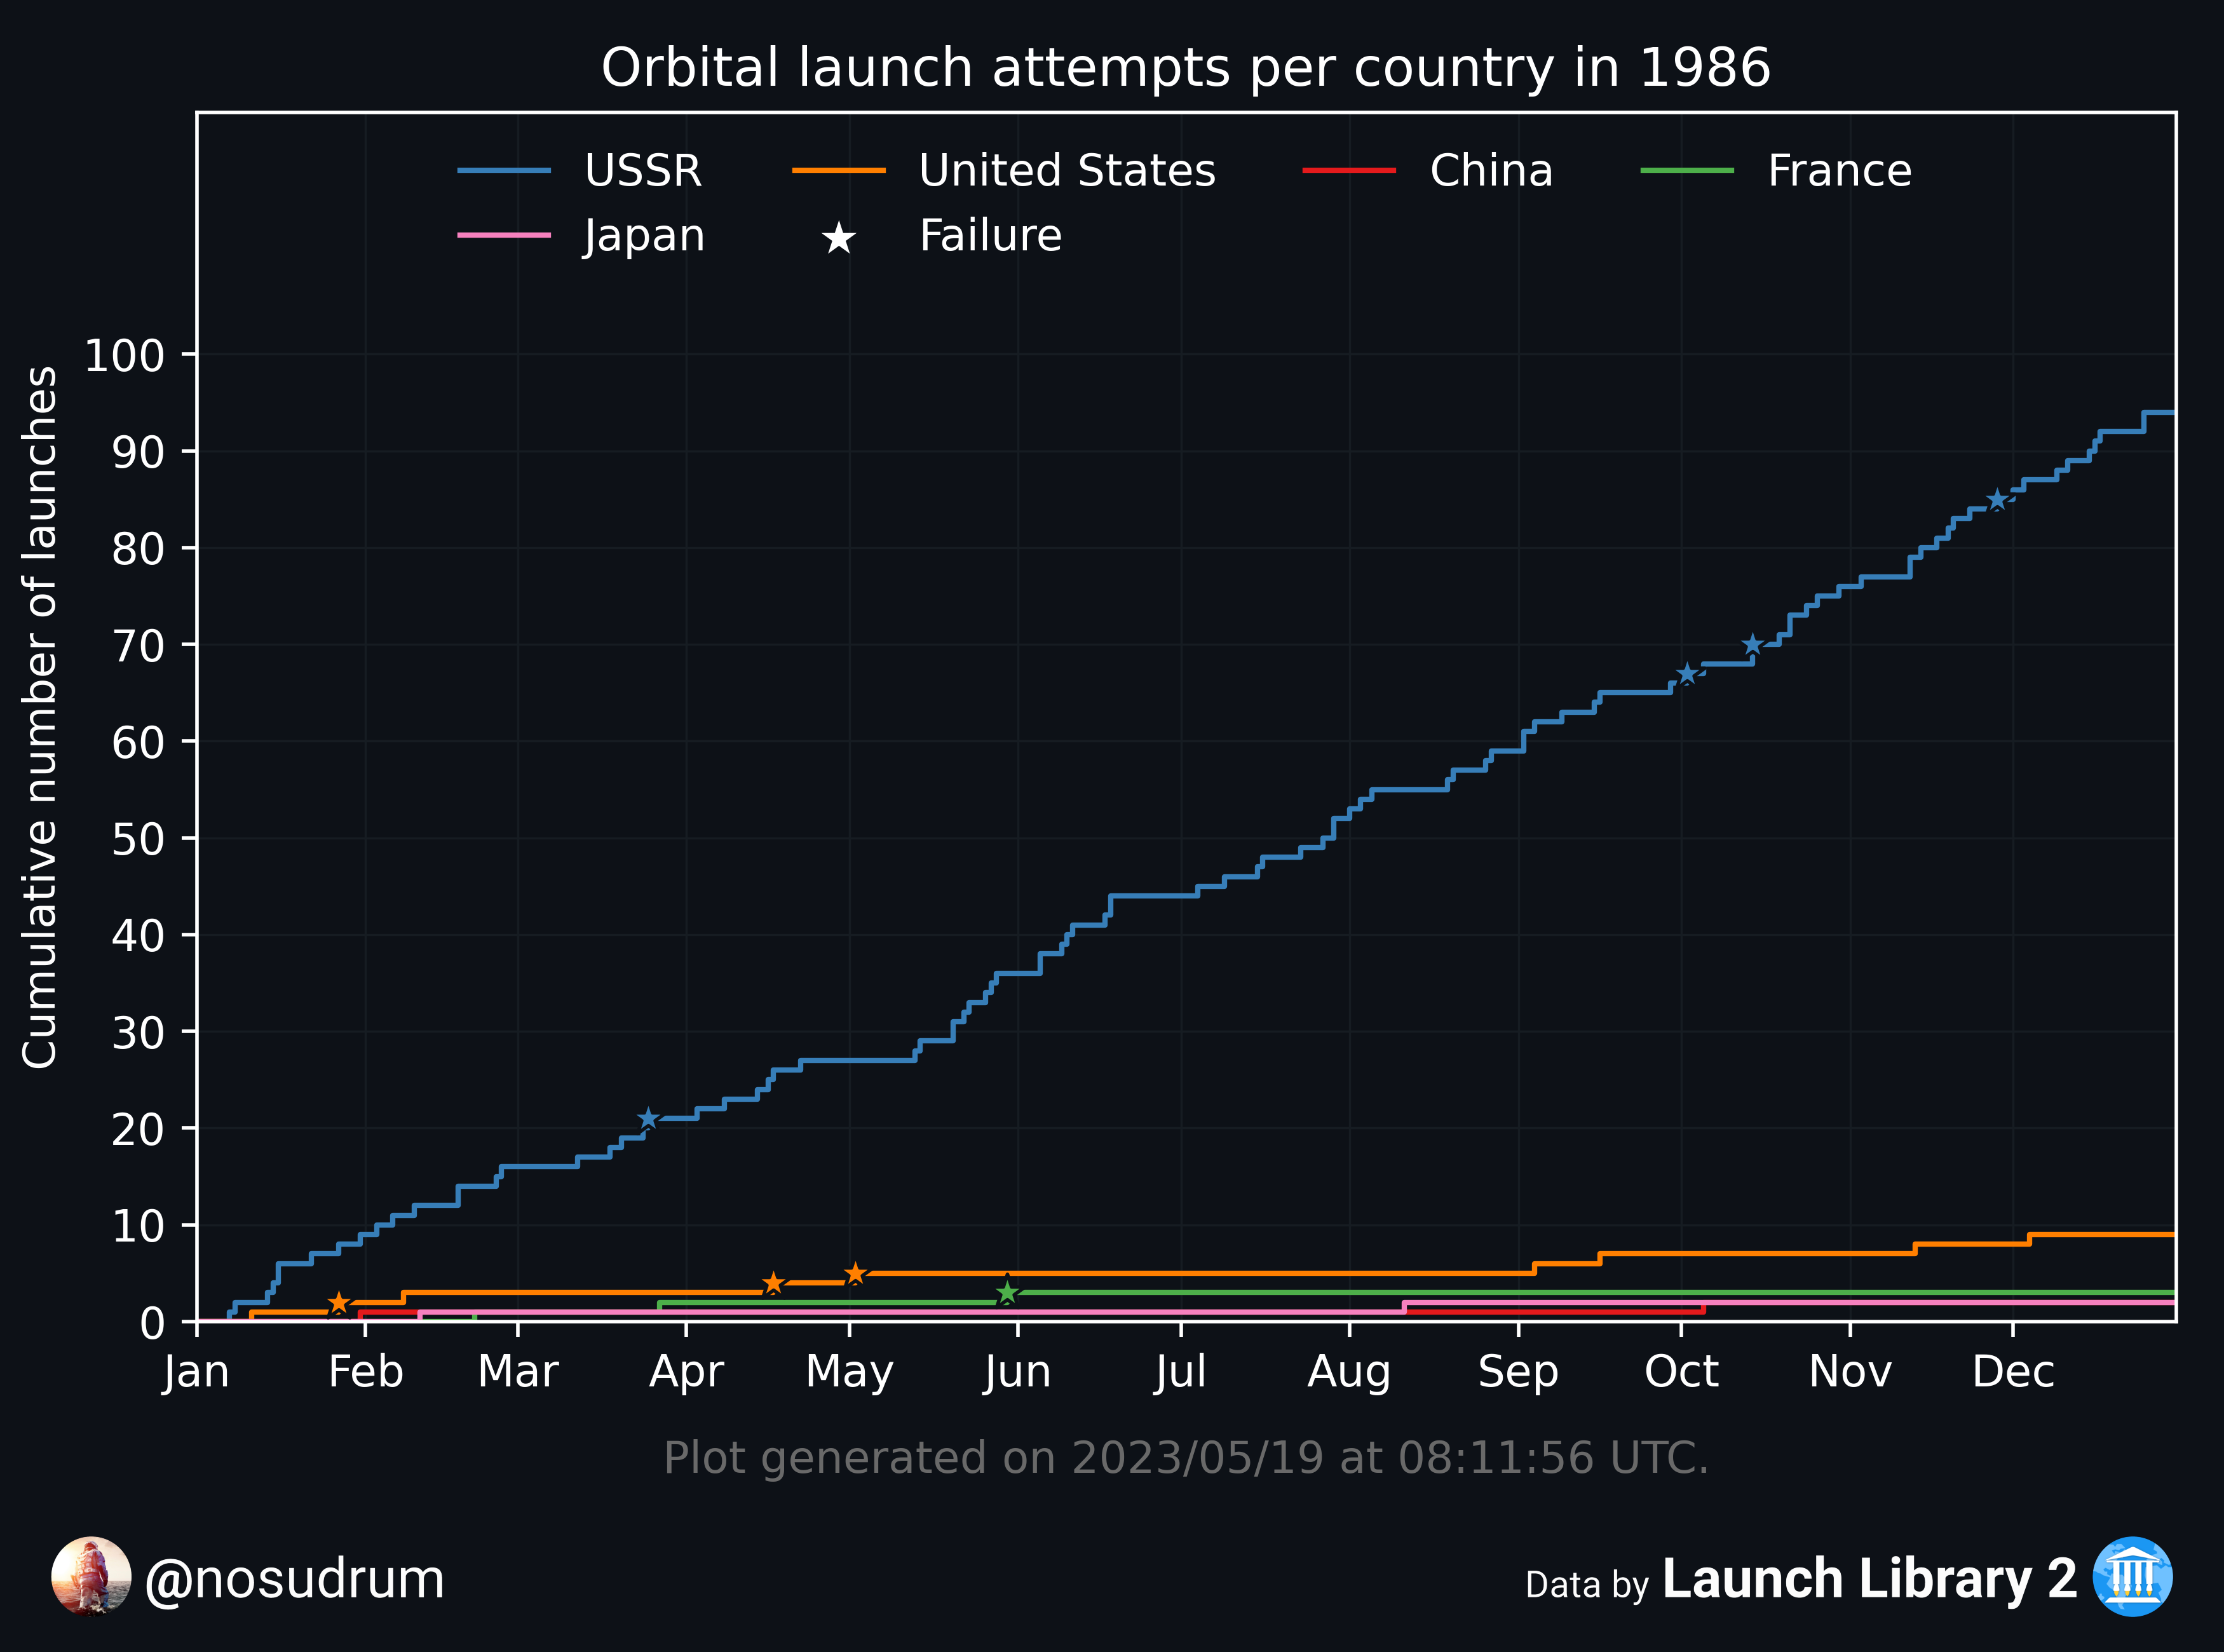 Orbital launch attempts per country in 1986
USSR United States China France
Japan Failure
Cumulative number of launches
100
90
80
70
60
50
40
30
20
10
0
Jan Feb Mar Apr May Jun Jul Aug Sep Oct Nov Dec
Plot generated on 2023/05/19 at 08:11:56 UTC.
@nosudrum
Data by Launch Library 2